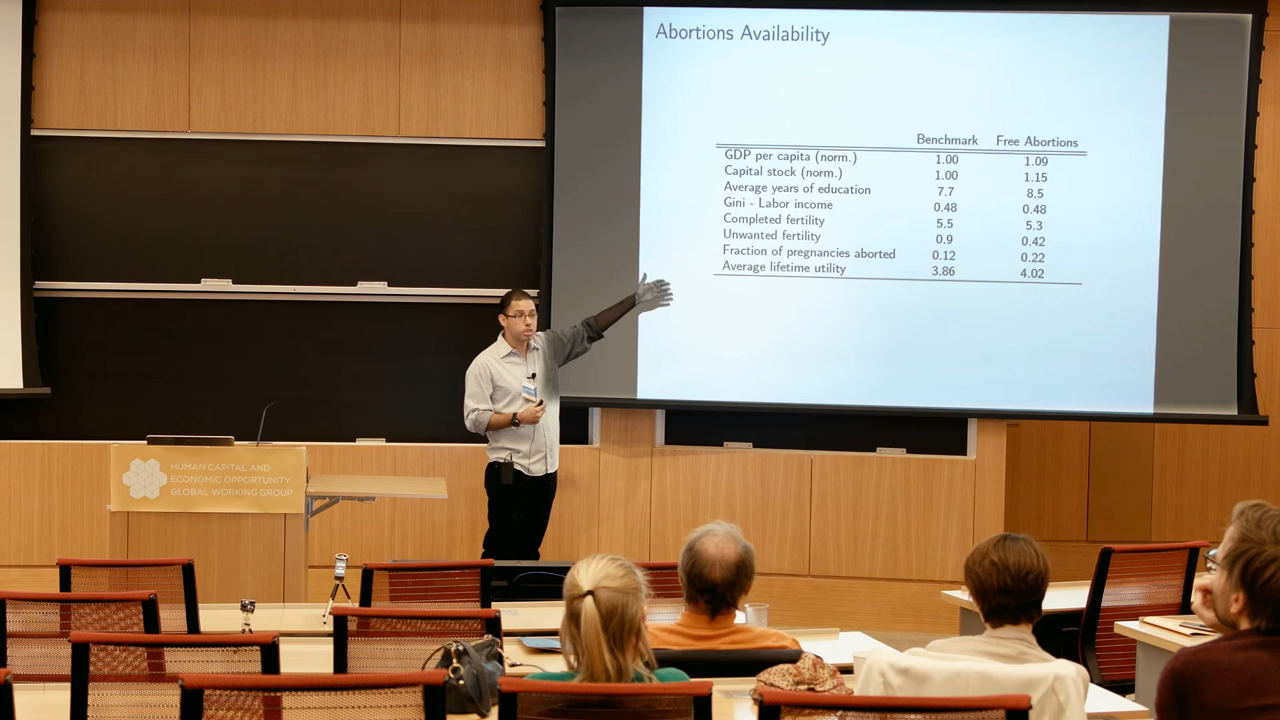 Abortions Availability
Benchmark Free Abortions
GDP per capita (norm.) 1.00 1.09
Capital stock (norm.) 1.00 1.15
Average years of education 7.7 8.5
Gini - Labor income 0.48 0.48
Completed fertility 5.5 5.3
Unwanted fertility 0.9 0.42
Fraction of pregnancies aborted 0.12 0.22
Average lifetime utility 3.86 4.02
HUMAN CAPITAL AND
ECONOMIC OPPORTUNITY
GLOBAL WORKING GROUP